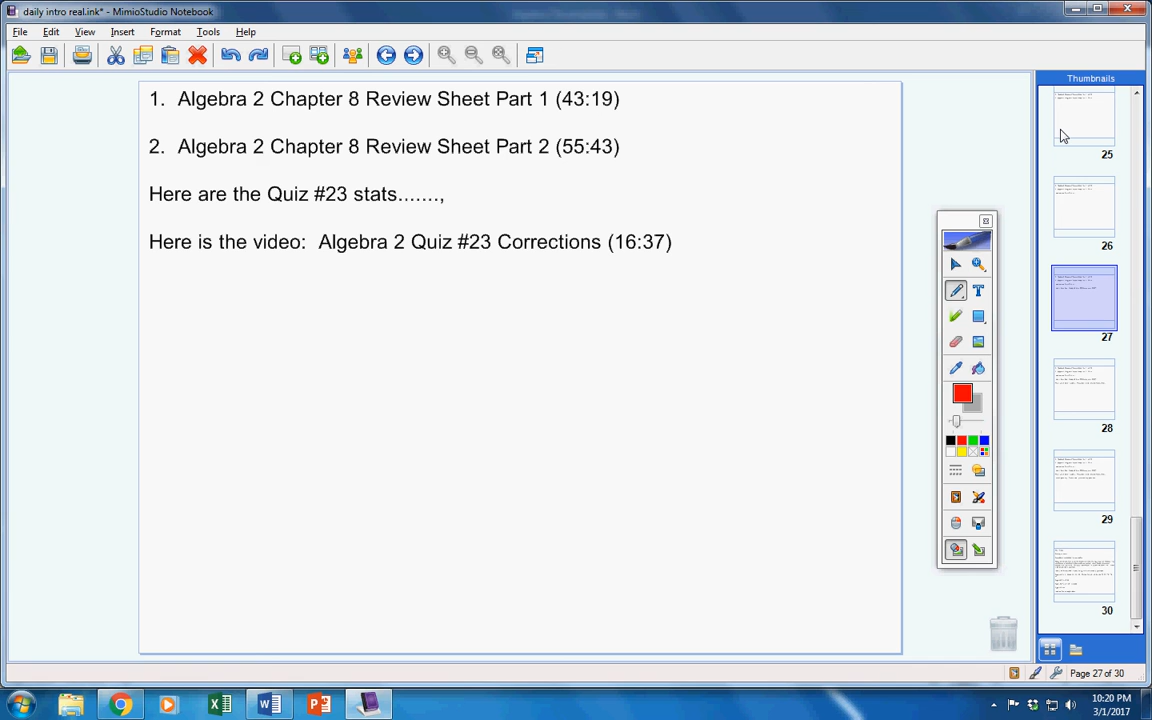 daily intro real.ink* - MimioStudio Notebook
File Edit View Insert Format Tools Help
Thumbnails
1. Algebra 2 Chapter 8 Review Sheet Part 1 (43:19)
2. Algebra 2 Chapter 8 Review Sheet Part 2 (55:43)
Here are the Quiz #23 stats…….,
Here is the video: Algebra 2 Quiz #23 Corrections (16:37)
25
26
27
28
29
30
Page 27 of 30
10:20 PM
3/1/2017